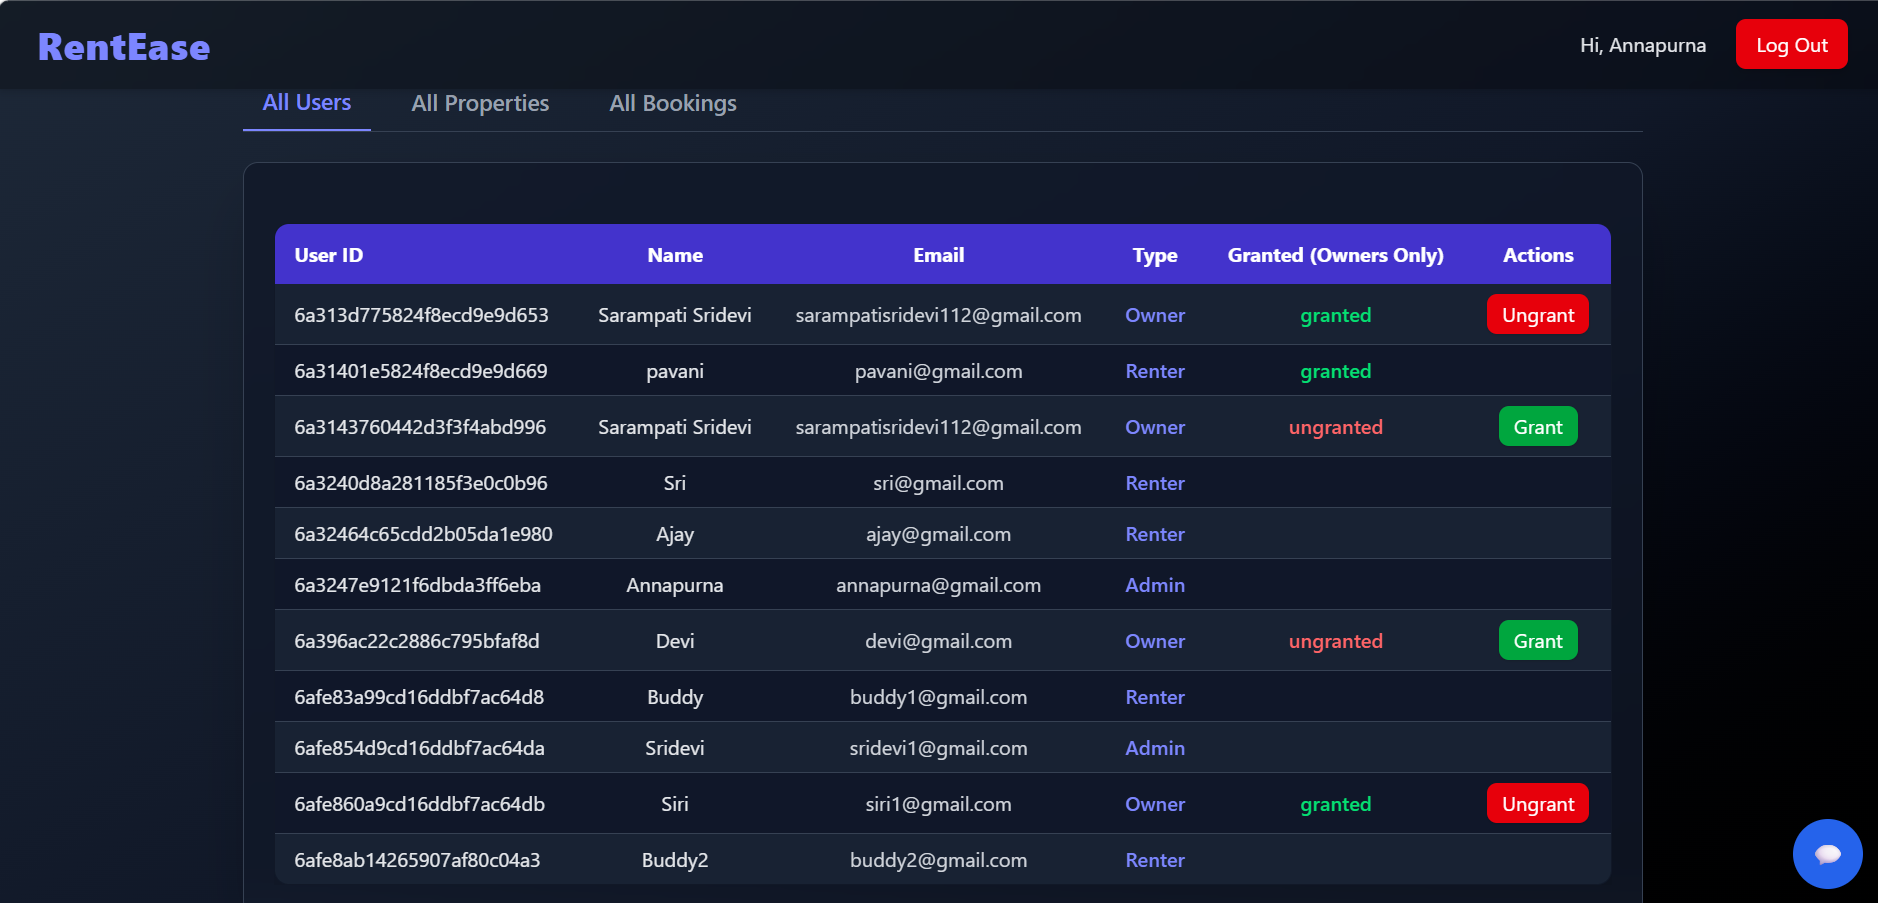 RentEase
Hi, Annapurna
Log Out
All Users All Properties All Bookings
User ID Name Email Type Granted (Owners Only) Actions
6a313d775824f8ecd9e9d653 Sarampati Sridevi sarampatisridevi112@gmail.com Owner granted Ungrant
6a31401e5824f8ecd9e9d669 pavani pavani@gmail.com Renter granted
6a3143760442d3f3f4abd996 Sarampati Sridevi sarampatisridevi112@gmail.com Owner ungranted Grant
6a3240d8a281185f3e0c0b96 Sri sri@gmail.com Renter
6a32464c65cdd2b05da1e980 Ajay ajay@gmail.com Renter
6a3247e9121f6dbda3ff6eba Annapurna annapurna@gmail.com Admin
6a396ac22c2886c795bfaf8d Devi devi@gmail.com Owner ungranted Grant
6afe83a99cd16ddbf7ac64d8 Buddy buddy1@gmail.com Renter
6afe854d9cd16ddbf7ac64da Sridevi sridevi1@gmail.com Admin
6afe860a9cd16ddbf7ac64db Siri siri1@gmail.com Owner granted Ungrant
6afe8ab14265907af80c04a3 Buddy2 buddy2@gmail.com Renter